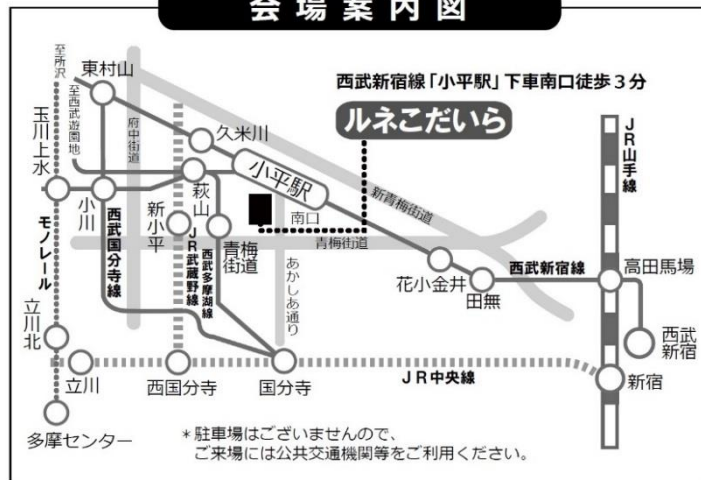 会場案内図
至所沢
東村山
西武新宿線「小平駅」下車南口徒歩3分
ルネこだいら
至西武遊園地
府中街道
久米川
JR山手線
玉川上水
小平駅
新青梅街道
小川
萩山
南口
モノレール
西武国分寺線
新小平
JR武蔵野線
西武多摩湖線
青梅街道
青梅街道
あかしあ通り
花小金井
田無
西武新宿線
高田馬場
立川北
西武新宿
立川
西国分寺
国分寺
JR中央線
新宿
多摩センター
*駐車場はございませんので、
ご来場には公共交通機関等をご利用ください。